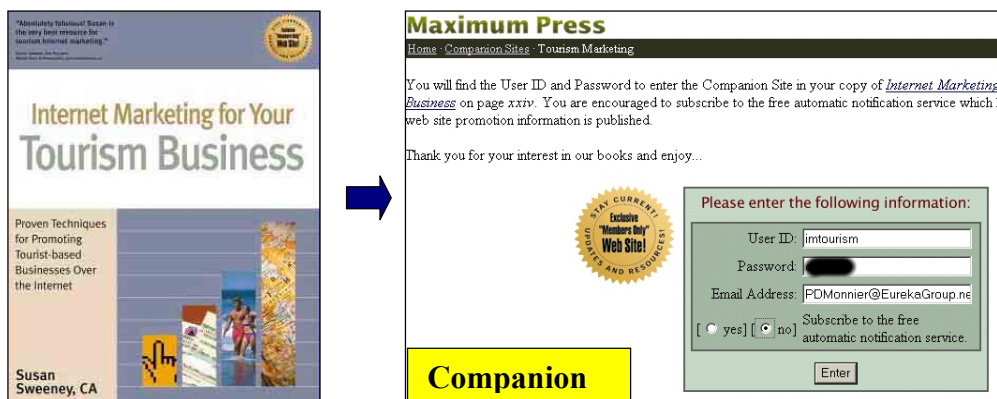 "Absolutely fabulous! Susan is
the very best resource for
tourism Internet marketing."
Internet Marketing for Your
Tourism Business
Proven Techniques
for Promoting
Tourist-based
Businesses Over
the Internet
Susan
Sweeney, CA
Maximum Press
Home · Companion Sites · Tourism Marketing
You will find the User ID and Password to enter the Companion Site in your copy of Internet Marketing
Business on page xxiv. You are encouraged to subscribe to the free automatic notification service which
web site promotion information is published.
Thank you for your interest in our books and enjoy...
STAY CURRENT!
Exclusive
"Members Only"
Web Site!
UPDATES AND RESOURCES!
Please enter the following information:
User ID: imtourism
Password:
Email Address: PDMonnier@EurekaGroup.ne
[ yes] [ no] Subscribe to the free
automatic notification service.
Enter
Companion